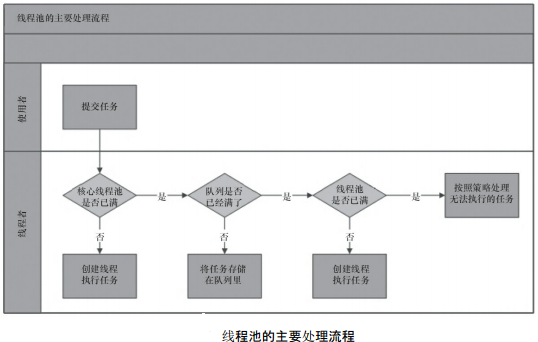 线程池的主要处理流程
使用者
提交任务
线程者
核心线程池
是否已满
是
队列是否
已经满了
是
线程池
是否已满
是
按照策略处理
无法执行的任务
否
否
否
创建线程
执行任务
将任务存储
在队列里
创建线程
执行任务
线程池的主要处理流程